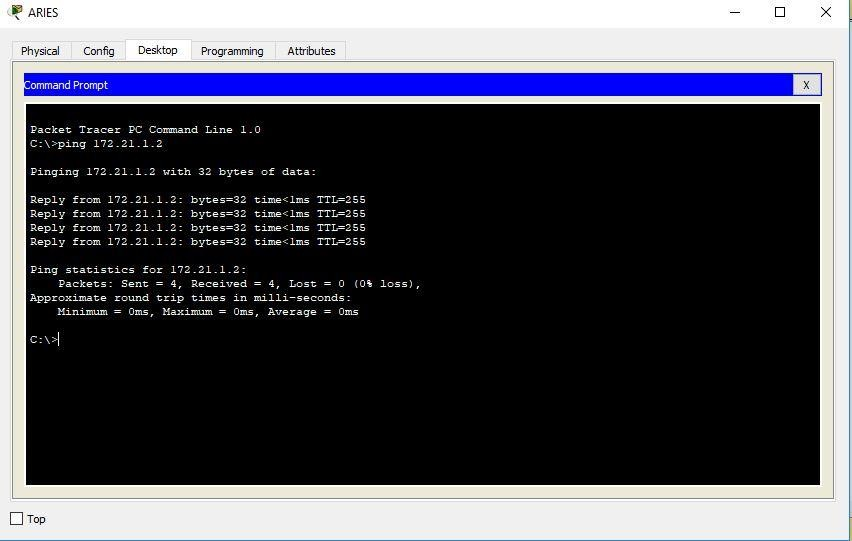 ARIES
Physical Config Desktop Programming Attributes
Command Prompt X
Packet Tracer PC Command Line 1.0
C:\>ping 172.21.1.2
Pinging 172.21.1.2 with 32 bytes of data:
Reply from 172.21.1.2: bytes=32 time<1ms TTL=255
Reply from 172.21.1.2: bytes=32 time<1ms TTL=255
Reply from 172.21.1.2: bytes=32 time<1ms TTL=255
Reply from 172.21.1.2: bytes=32 time<1ms TTL=255
Ping statistics for 172.21.1.2:
Packets: Sent = 4, Received = 4, Lost = 0 (0% loss),
Approximate round trip times in milli-seconds:
Minimum = 0ms, Maximum = 0ms, Average = 0ms
C:\>
Top